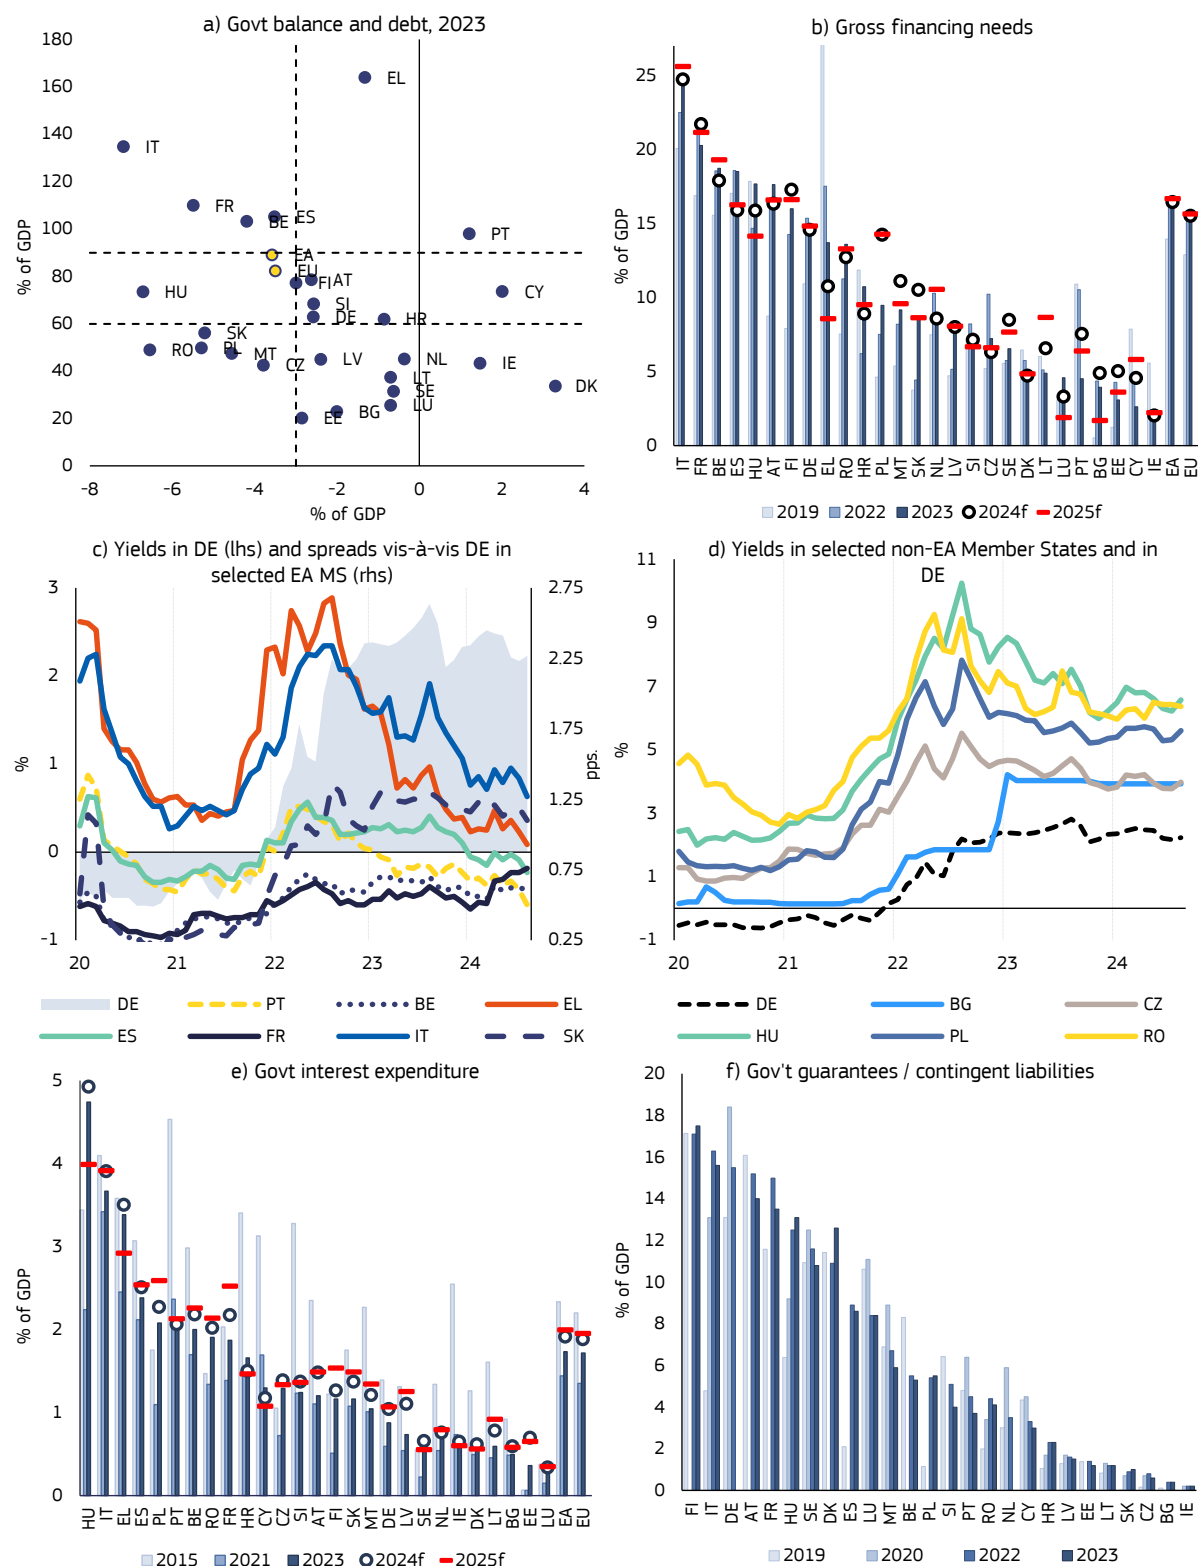 a) Govt balance and debt, 2023
180
160
140
120
100
80
60
40
20
0
% of GDP
EL
IT
FR
BE
ES
PT
EA
EU
FI
AT
HU
CY
SI
DE
HR
SK
RO
PL
MT
CZ
LV
NL
IE
LT
SE
DK
LU
EE
BG
-8
-6
-4
-2
0
2
4
% of GDP
b) Gross financing needs
25
20
15
10
5
0
% of GDP
IT FR BE ES HU AT FI DE EL RO HR PL MT SK NL LV SI CZ SE DK LT LU PT BG EE CY IE EA EU
2019 2022 2023 2024f 2025f
c) Yields in DE (lhs) and spreads vis-à-vis DE in
selected EA MS (rhs)
3
2
1
0
-1
%
2.75
2.25
1.75
1.25
0.75
0.25
pps.
20 21 22 23 24
DE PT BE EL
ES FR IT SK
d) Yields in selected non-EA Member States and in
DE
11
9
7
5
3
1
-1
%
20 21 22 23 24
DE BG CZ
HU PL RO
e) Govt interest expenditure
5
4
3
2
1
0
% of GDP
HU IT EL ES PL PT BE RO FR HR CY CZ SI AT FI SK MT DE LV SE NL IE DK LT BG EE LU EA EU
2015 2021 2023 2024f 2025f
f) Gov't guarantees / contingent liabilities
20
18
16
14
12
10
8
6
4
2
0
% of GDP
FI IT DE AT FR HU SE DK ES LU MT BE PL SI PT RO NL CY HR LV EE LT SK CZ BG IE
2019 2020 2022 2023